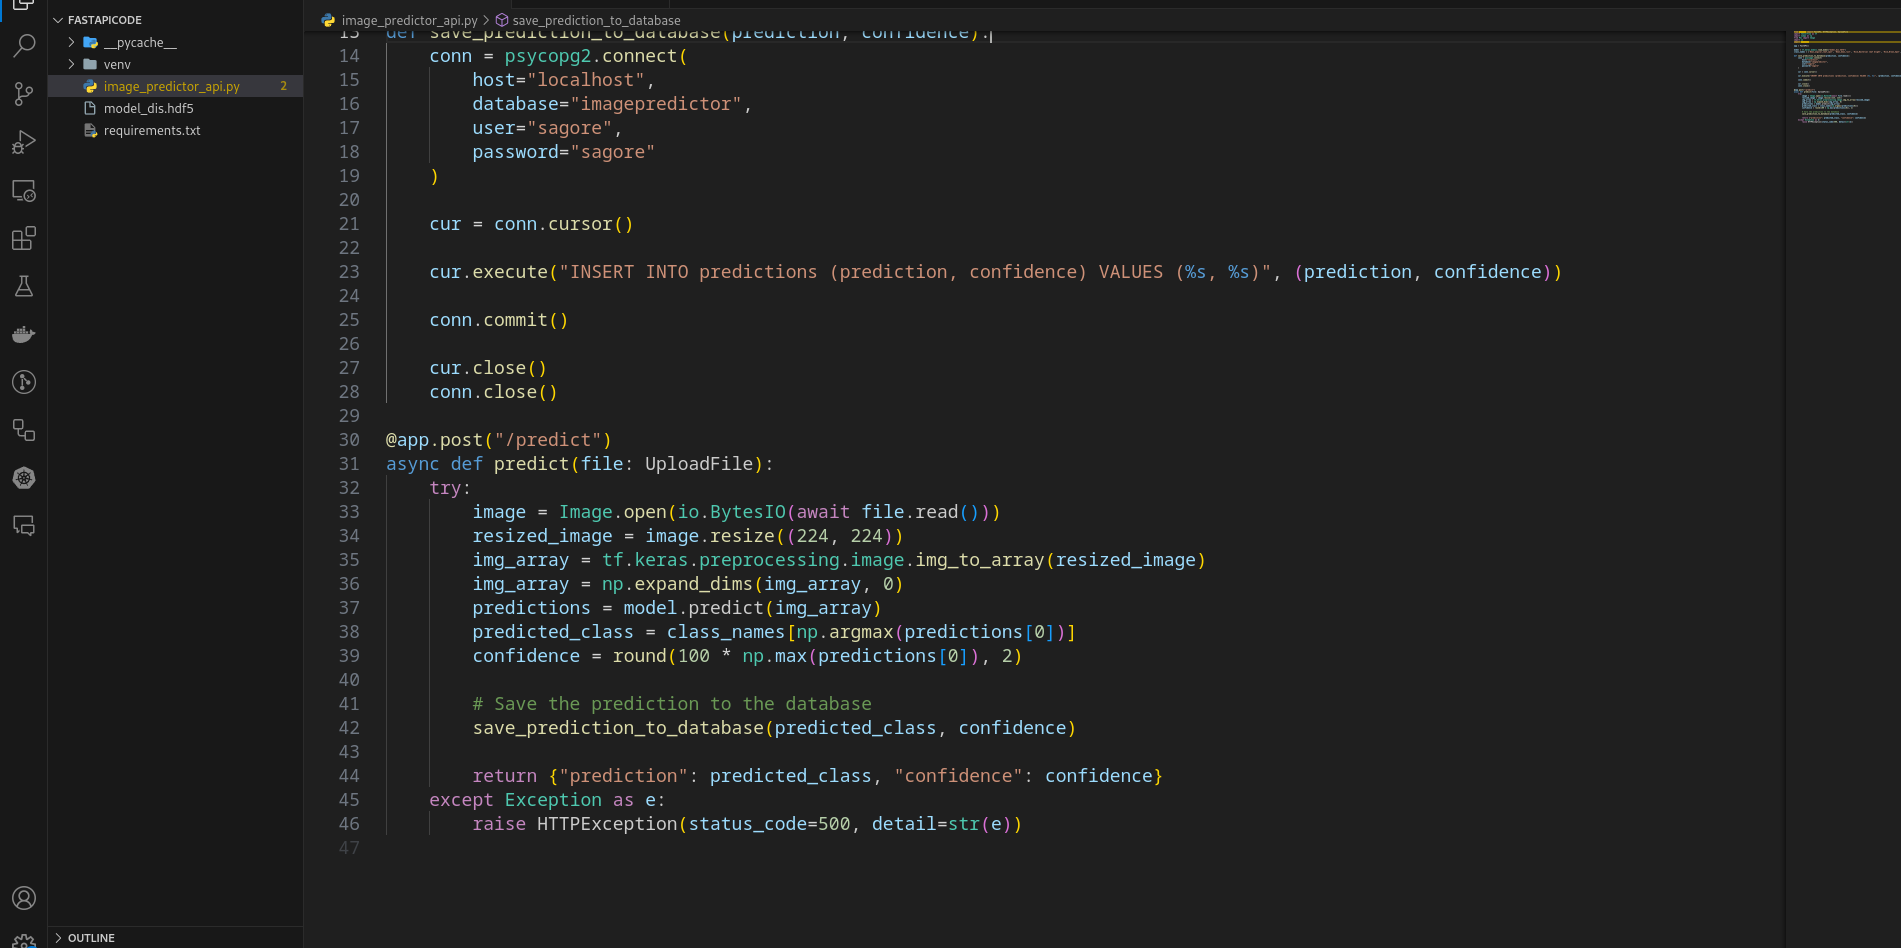 FASTAPICODE
__pycache__
venv
image_predictor_api.py 2
model_dis.hdf5
requirements.txt
OUTLINE
image_predictor_api.py > save_prediction_to_database
13 def save_prediction_to_database(prediction, confidence):
14 conn = psycopg2.connect(
15 host="localhost",
16 database="imagepredictor",
17 user="sagore",
18 password="sagore"
19 )
20
21 cur = conn.cursor()
22
23 cur.execute("INSERT INTO predictions (prediction, confidence) VALUES (%s, %s)", (prediction, confidence))
24
25 conn.commit()
26
27 cur.close()
28 conn.close()
29
30 @app.post("/predict")
31 async def predict(file: UploadFile):
32 try:
33 image = Image.open(io.BytesIO(await file.read()))
34 resized_image = image.resize((224, 224))
35 img_array = tf.keras.preprocessing.image.img_to_array(resized_image)
36 img_array = np.expand_dims(img_array, 0)
37 predictions = model.predict(img_array)
38 predicted_class = class_names[np.argmax(predictions[0])]
39 confidence = round(100 * np.max(predictions[0]), 2)
40
41 # Save the prediction to the database
42 save_prediction_to_database(predicted_class, confidence)
43
44 return {"prediction": predicted_class, "confidence": confidence}
45 except Exception as e:
46 raise HTTPException(status_code=500, detail=str(e))
47